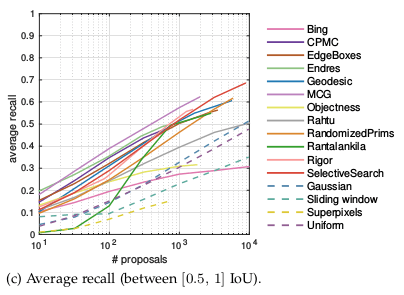 1
0.9
0.8
0.7
0.6
0.5
0.4
0.3
0.2
0.1
0
average recall
10^1 10^2 10^3 10^4
# proposals
Bing
CPMC
EdgeBoxes
Endres
Geodesic
MCG
Objectness
Rahtu
RandomizedPrims
Rantalankila
Rigor
SelectiveSearch
Gaussian
Sliding window
Superpixels
Uniform
(c) Average recall (between [0.5, 1] IoU).